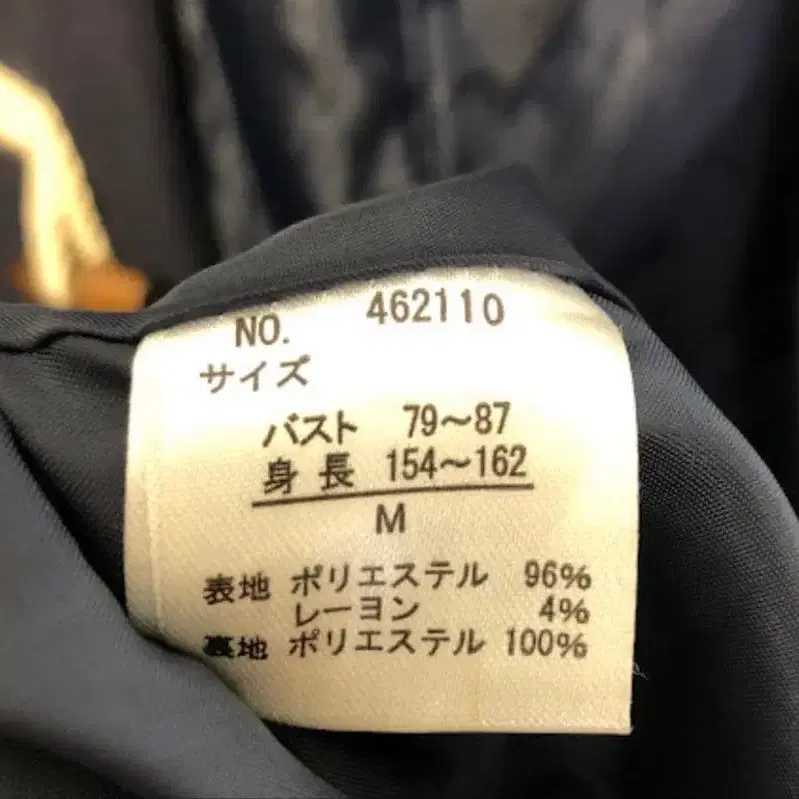 NO. 462110
サイズ
バスト 79～87
身長 154～162
M
表地 ポリエステル 96%
レーヨン 4%
裏地 ポリエステル 100%